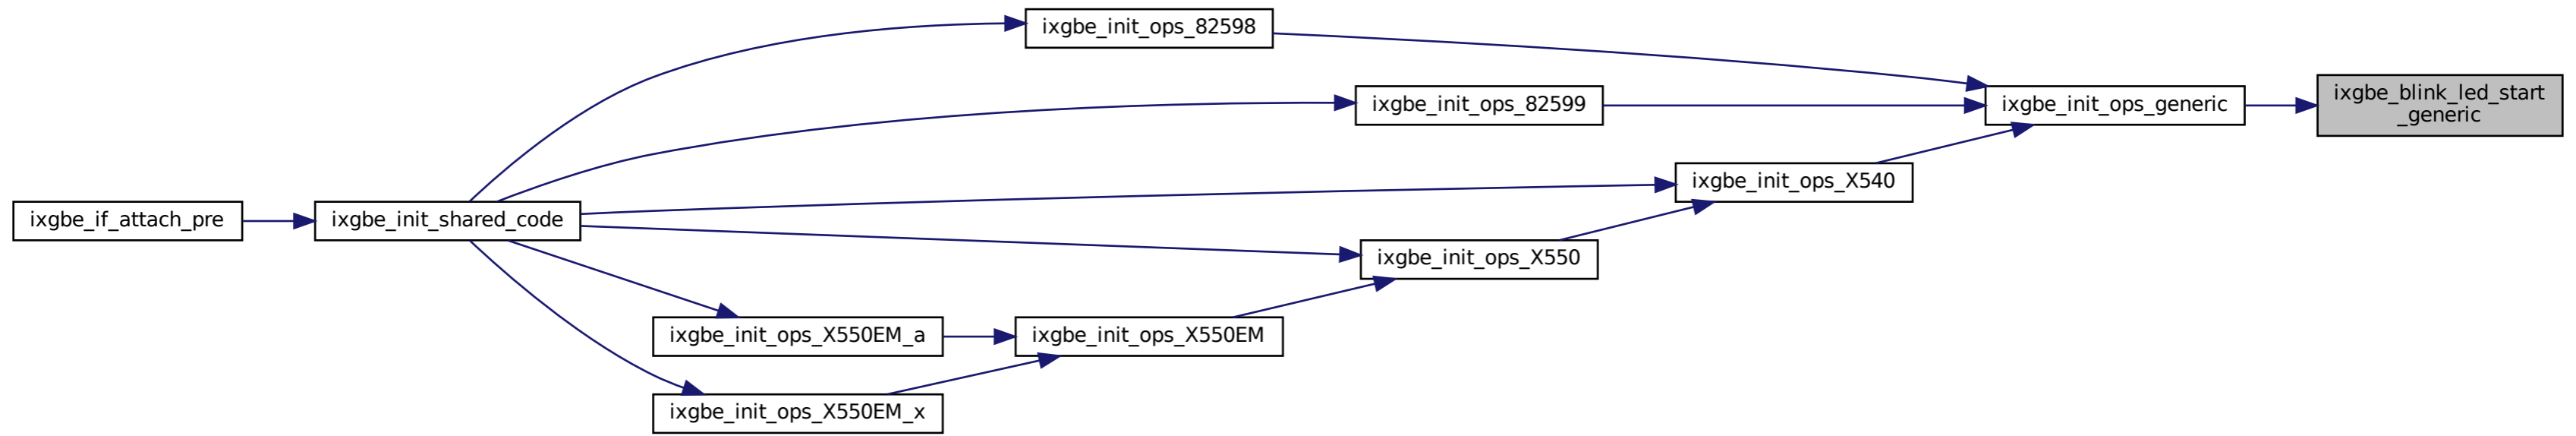 ixgbe_init_ops_82598
ixgbe_blink_led_start
_generic
ixgbe_init_ops_82599
ixgbe_init_ops_generic
ixgbe_init_ops_X540
ixgbe_if_attach_pre
ixgbe_init_shared_code
ixgbe_init_ops_X550
ixgbe_init_ops_X550EM_a
ixgbe_init_ops_X550EM
ixgbe_init_ops_X550EM_x